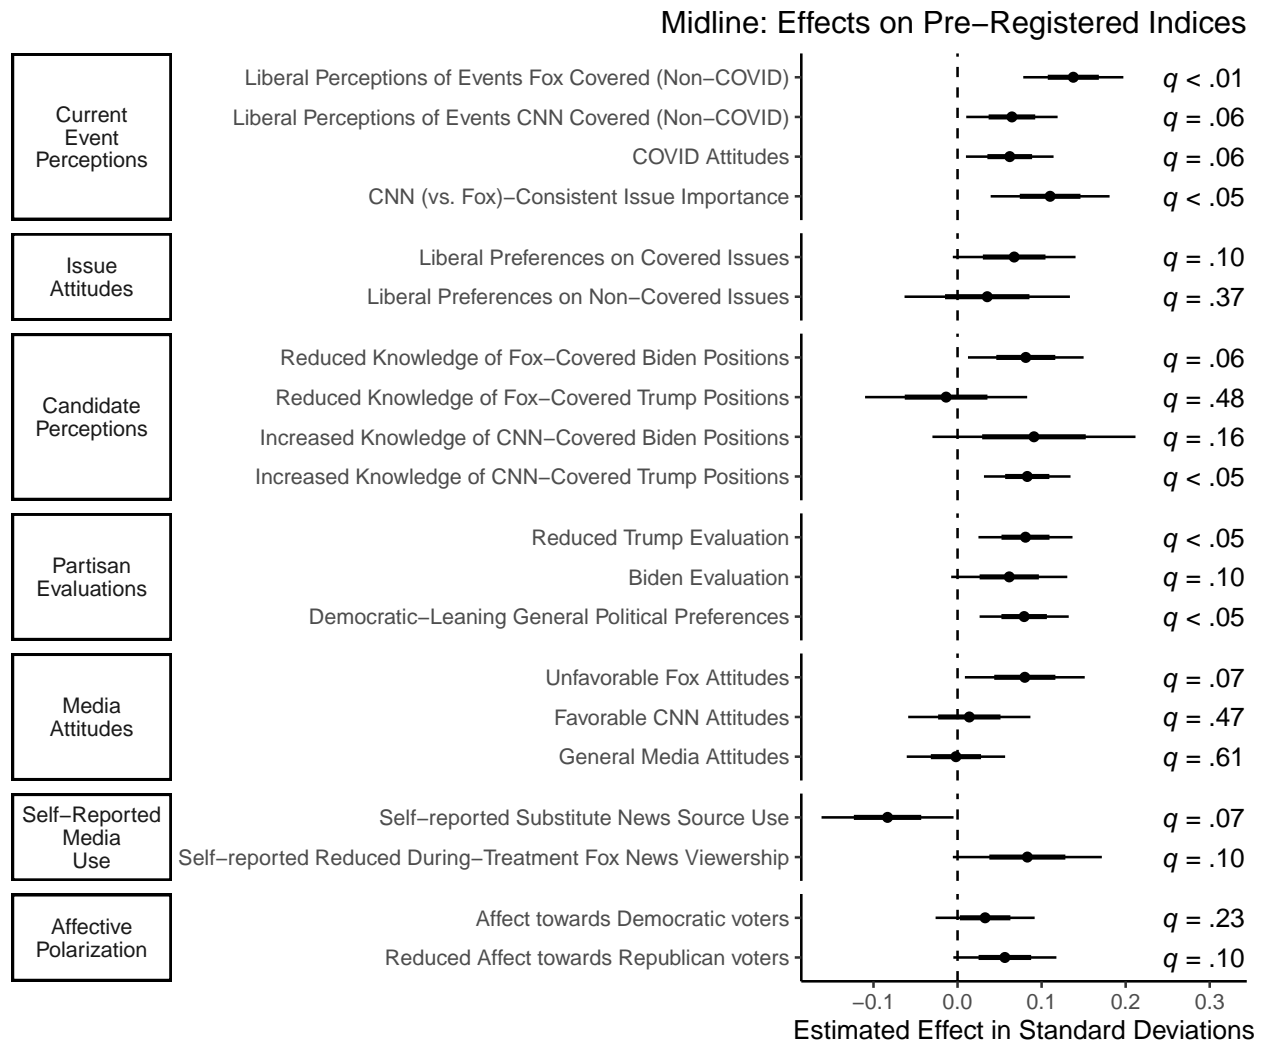 Midline: Effects on Pre−Registered Indices
Current
Event
Perceptions
Liberal Perceptions of Events Fox Covered (Non−COVID)
q < .01
Liberal Perceptions of Events CNN Covered (Non−COVID)
q = .06
COVID Attitudes
q = .06
CNN (vs. Fox)−Consistent Issue Importance
q < .05
Issue
Attitudes
Liberal Preferences on Covered Issues
q = .10
Liberal Preferences on Non−Covered Issues
q = .37
Candidate
Perceptions
Reduced Knowledge of Fox−Covered Biden Positions
q = .06
Reduced Knowledge of Fox−Covered Trump Positions
q = .48
Increased Knowledge of CNN−Covered Biden Positions
q = .16
Increased Knowledge of CNN−Covered Trump Positions
q < .05
Partisan
Evaluations
Reduced Trump Evaluation
q < .05
Biden Evaluation
q = .10
Democratic−Leaning General Political Preferences
q < .05
Media
Attitudes
Unfavorable Fox Attitudes
q = .07
Favorable CNN Attitudes
q = .47
General Media Attitudes
q = .61
Self−Reported
Media
Use
Self−reported Substitute News Source Use
q = .07
Self−reported Reduced During−Treatment Fox News Viewership
q = .10
Affective
Polarization
Affect towards Democratic voters
q = .23
Reduced Affect towards Republican voters
q = .10
−0.1 0.0 0.1 0.2 0.3
Estimated Effect in Standard Deviations